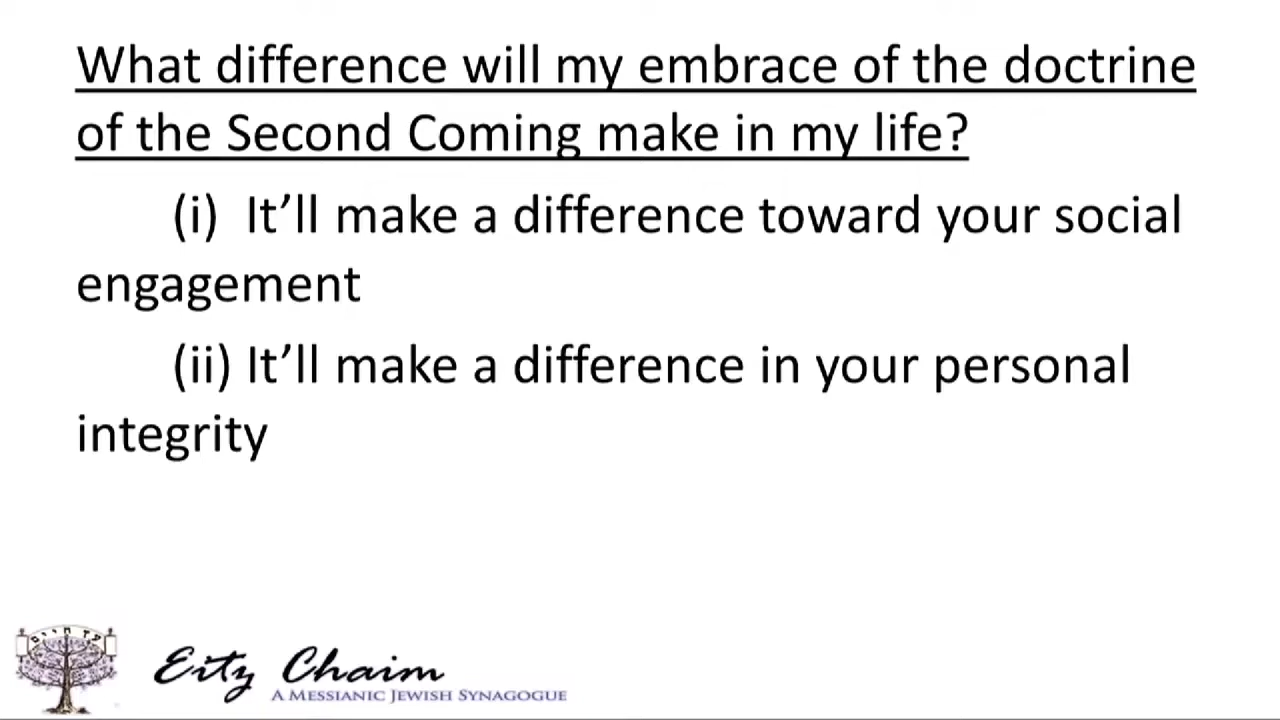 What difference will my embrace of the doctrine
of the Second Coming make in my life?
(i) It’ll make a difference toward your social
engagement
(ii) It’ll make a difference in your personal
integrity
עץ חיים
Eitz Chaim
A MESSIANIC JEWISH SYNAGOGUE